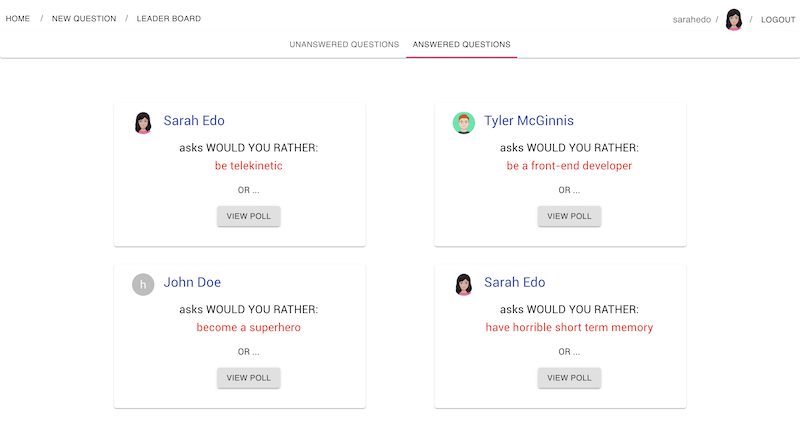 HOME / NEW QUESTION / LEADER BOARD
sarahedo / / LOGOUT
UNANSWERED QUESTIONS ANSWERED QUESTIONS
Sarah Edo
asks WOULD YOU RATHER:
be telekinetic
OR ...
VIEW POLL
Tyler McGinnis
asks WOULD YOU RATHER:
be a front-end developer
OR ...
VIEW POLL
h John Doe
asks WOULD YOU RATHER:
become a superhero
OR ...
VIEW POLL
Sarah Edo
asks WOULD YOU RATHER:
have horrible short term memory
OR ...
VIEW POLL